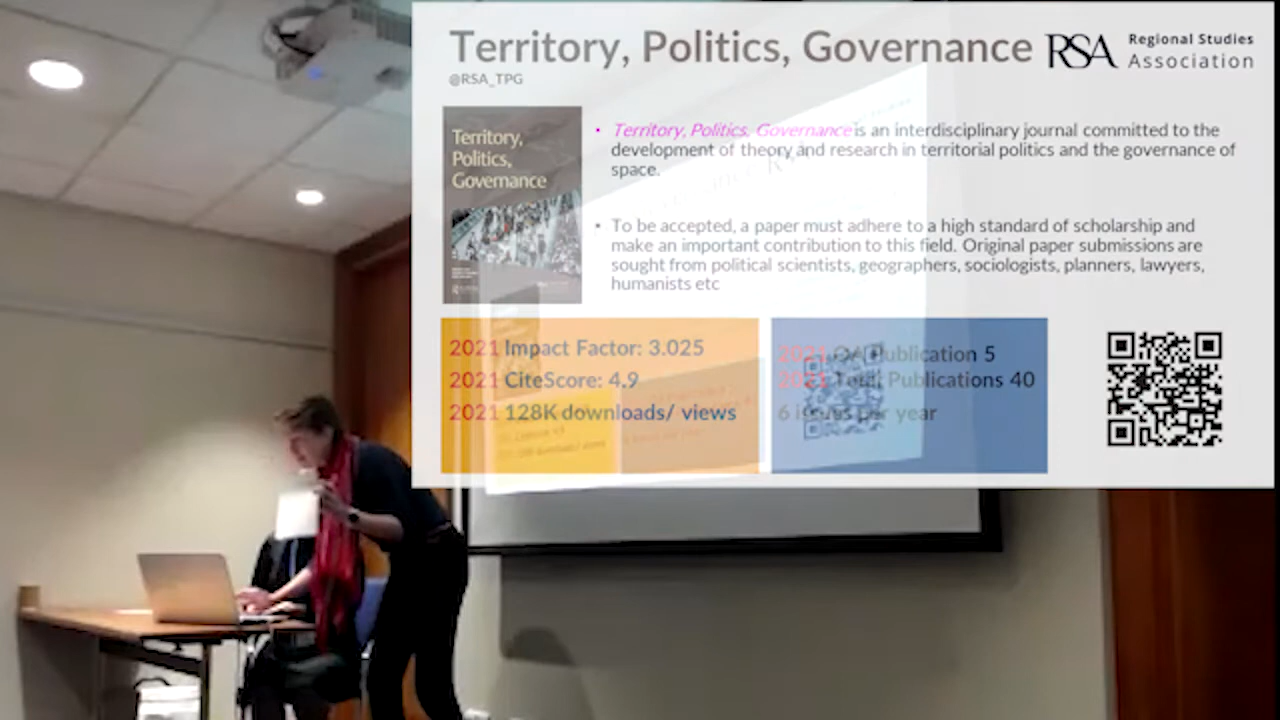 Territory, Politics, Governance
RSA Regional Studies Association
@RSA_TPG
Territory,
Politics,
Governance
• Territory, Politics, Governance is an interdisciplinary journal committed to the
development of theory and research in territorial politics and the governance of
space.
• To be accepted, a paper must adhere to a high standard of scholarship and
make an important contribution to this field. Original paper submissions are
sought from political scientists, geographers, sociologists, planners, lawyers,
humanists etc
2021 Impact Factor: 3.025
2021 CiteScore: 4.9
2021 128K downloads/ views
2021 OA Publication 5
2021 Total Publications 40
6 issues per year